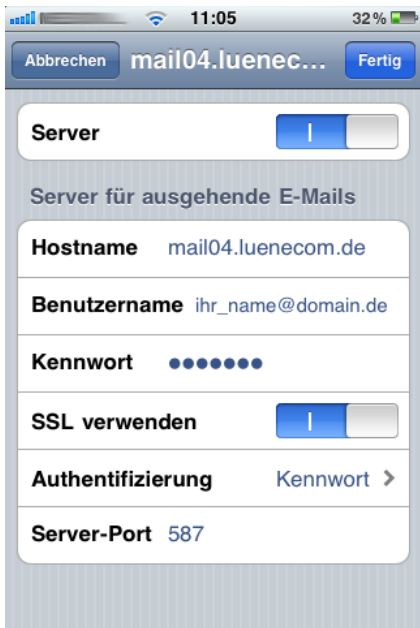 11:05 32 %
Abbrechen mail04.luenec... Fertig
Server
Server für ausgehende E-Mails
Hostname mail04.luenecom.de
Benutzername ihr_name@domain.de
Kennwort ●●●●●●●
SSL verwenden
Authentifizierung Kennwort
Server-Port 587